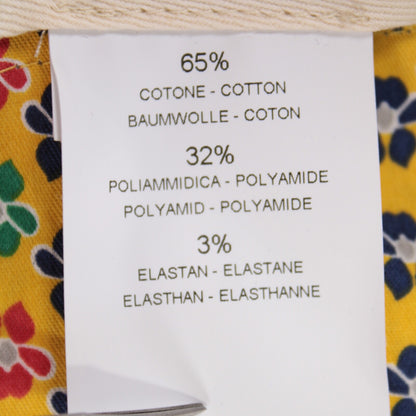 65%
COTONE - COTTON
BAUMWOLLE - COTON
32%
POLIAMMIDICA - POLYAMIDE
POLYAMID - POLYAMIDE
3%
ELASTAN - ELASTANE
ELASTHAN - ELASTHANNE